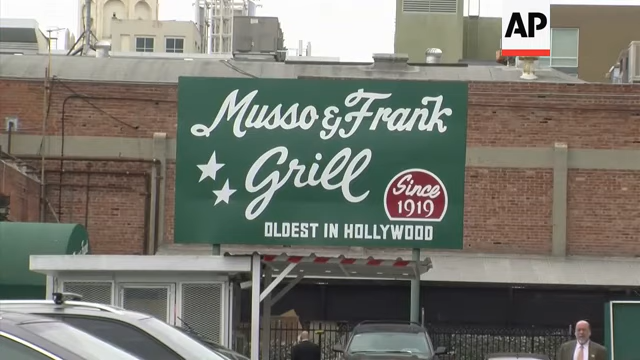 AP
Musso & Frank
Grill
Since
1919
OLDEST IN HOLLYWOOD